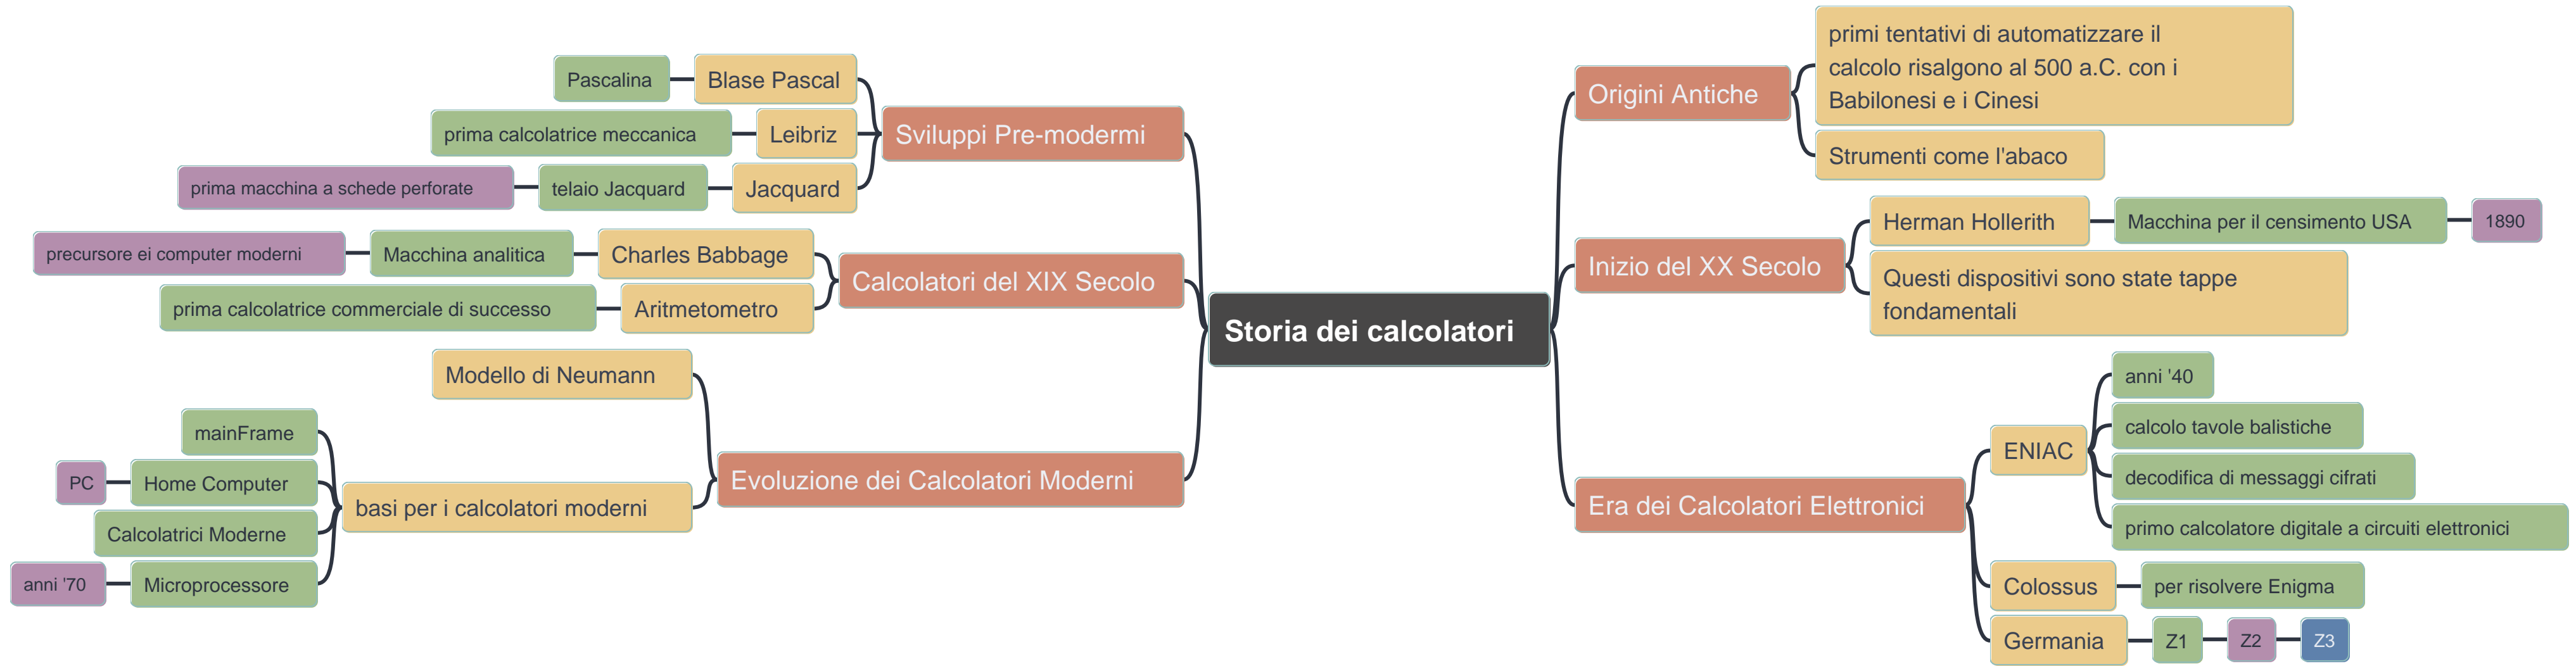 Storia dei calcolatori
Origini Antiche
primi tentativi di automatizzare il
calcolo risalgono al 500 a.C. con i
Babilonesi e i Cinesi
Strumenti come l'abaco
Inizio del XX Secolo
Herman Hollerith
Macchina per il censimento USA
1890
Questi dispositivi sono state tappe
fondamentali
Era dei Calcolatori Elettronici
ENIAC
anni '40
calcolo tavole balistiche
decodifica di messaggi cifrati
primo calcolatore digitale a circuiti elettronici
Colossus
per risolvere Enigma
Germania
Z1
Z2
Z3
Sviluppi Pre-modermi
Blase Pascal
Pascalina
Leibriz
prima calcolatrice meccanica
Jacquard
telaio Jacquard
prima macchina a schede perforate
Calcolatori del XIX Secolo
Charles Babbage
Macchina analitica
precursore ei computer moderni
Aritmetometro
prima calcolatrice commerciale di successo
Evoluzione dei Calcolatori Moderni
Modello di Neumann
basi per i calcolatori moderni
mainFrame
Home Computer
PC
Calcolatrici Moderne
Microprocessore
anni '70